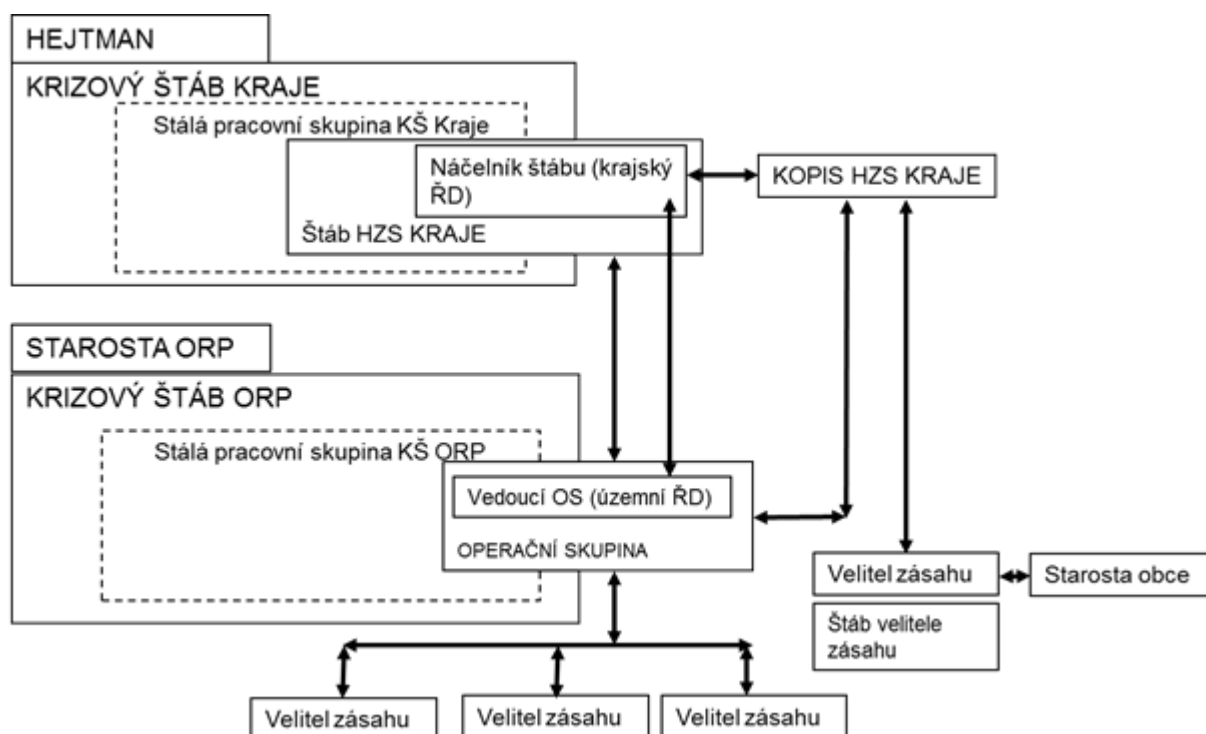 HEJTMAN
KRIZOVÝ ŠTÁB KRAJE
Stálá pracovní skupina KŠ Kraje
Náčelník štábu (krajský
ŘD)
Štáb HZS KRAJE
KOPIS HZS KRAJE
STAROSTA ORP
KRIZOVÝ ŠTÁB ORP
Stálá pracovní skupina KŠ ORP
Vedoucí OS (územní ŘD)
OPERAČNÍ SKUPINA
Velitel zásahu
Starosta obce
Štáb velitele
zásahu
Velitel zásahu
Velitel zásahu
Velitel zásahu